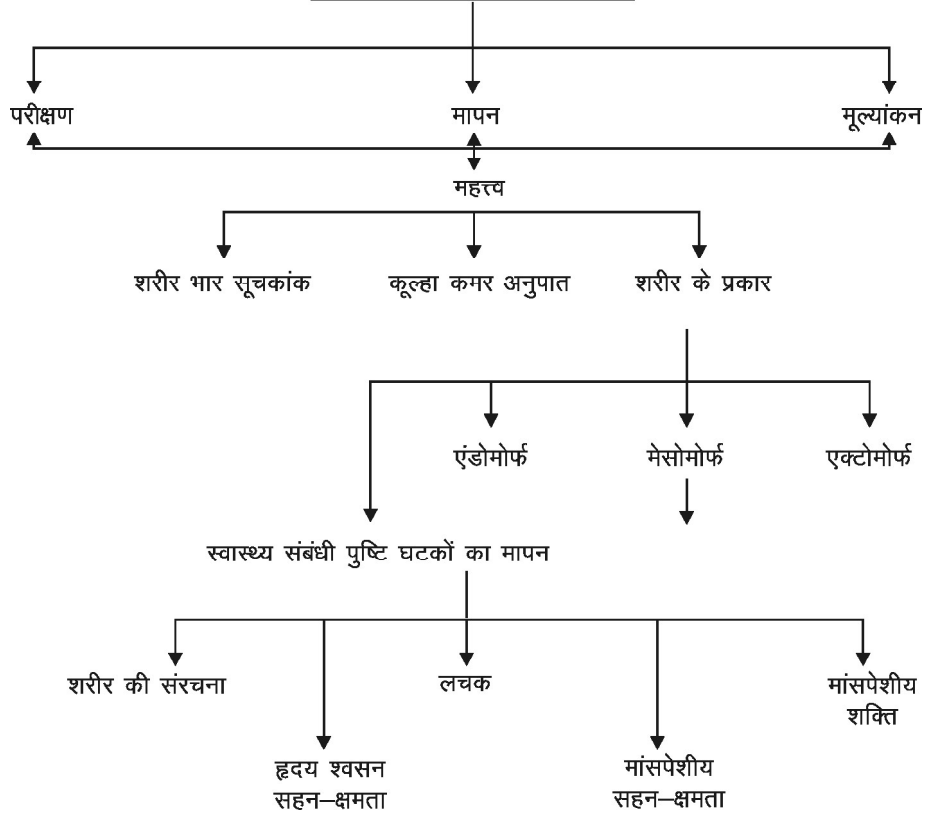 परीक्षण मापन मूल्यांकन
महत्त्व
शरीर भार सूचकांक कूल्हा कमर अनुपात शरीर के प्रकार
एंडोमोर्फ मेसोमोर्फ एक्टोमोर्फ
स्वास्थ्य संबंधी पुष्टि घटकों का मापन
शरीर की संरचना लचक मांसपेशीय
शक्ति
हृदय श्वसन मांसपेशीय
सहन–क्षमता सहन–क्षमता